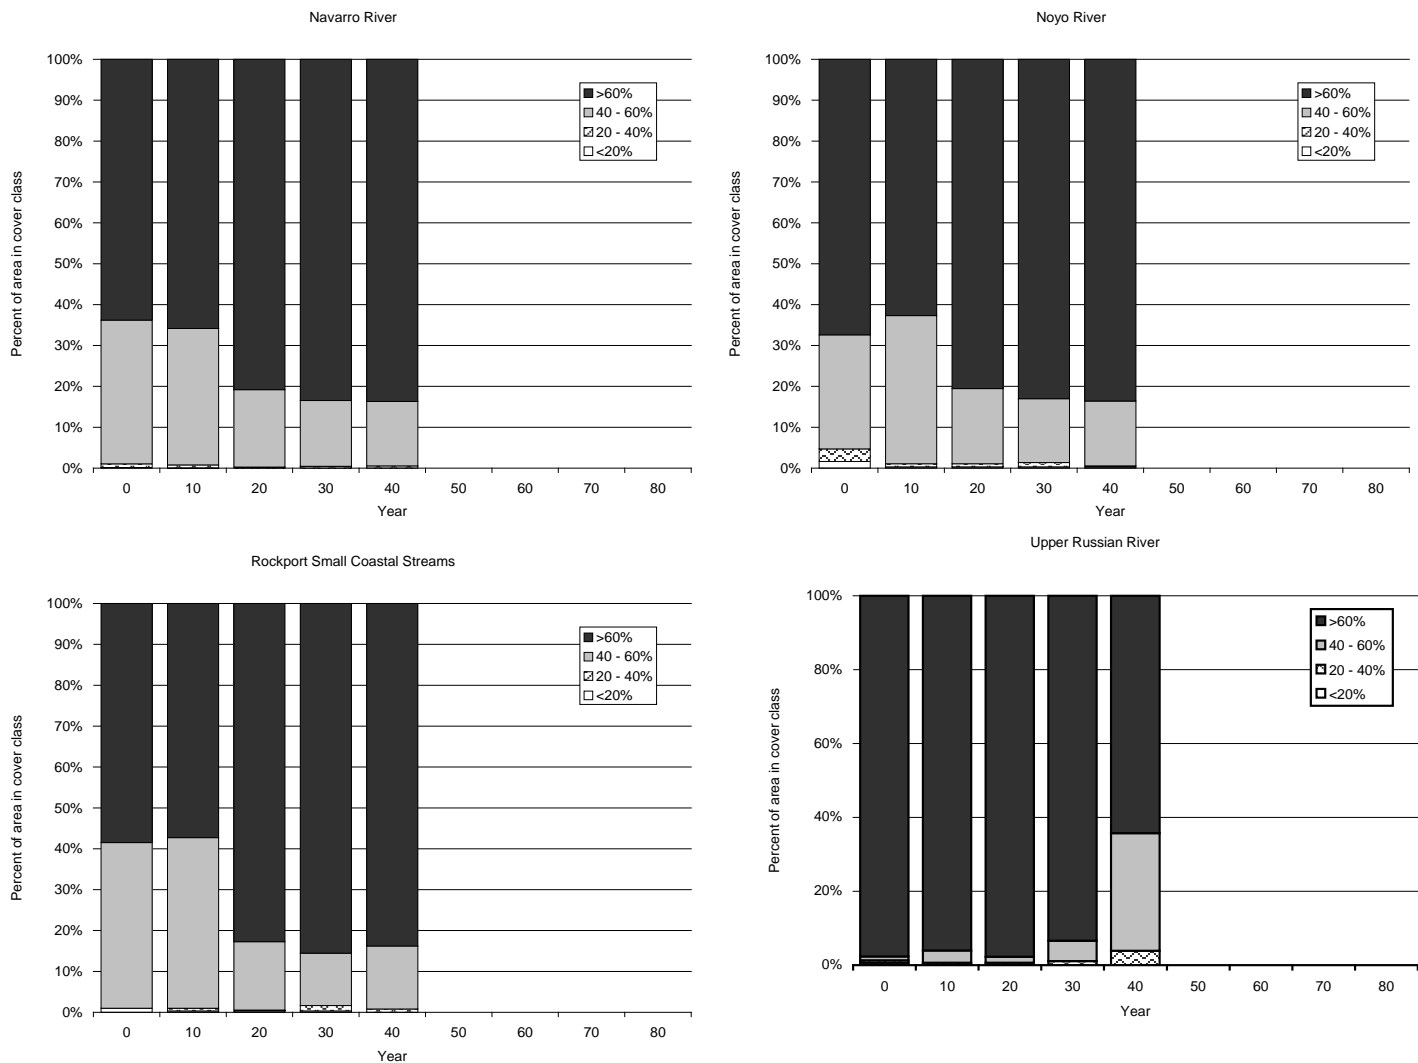 Navarro River
100%
90%
80%
70%
60%
50%
40%
30%
20%
10%
0%
Percent of area in cover class
>60%
40 - 60%
20 - 40%
<20%
0 10 20 30 40 50 60 70 80
Year
Noyo River
100%
90%
80%
70%
60%
50%
40%
30%
20%
10%
0%
Percent of area in cover class
>60%
40 - 60%
20 - 40%
<20%
0 10 20 30 40 50 60 70 80
Year
Rockport Small Coastal Streams
100%
90%
80%
70%
60%
50%
40%
30%
20%
10%
0%
Percent of area in cover class
>60%
40 - 60%
20 - 40%
<20%
0 10 20 30 40 50 60 70 80
Year
Upper Russian River
100%
80%
60%
40%
20%
0%
Percent of area in cover class
>60%
40 - 60%
20 - 40%
<20%
0 10 20 30 40 50 60 70 80
Year